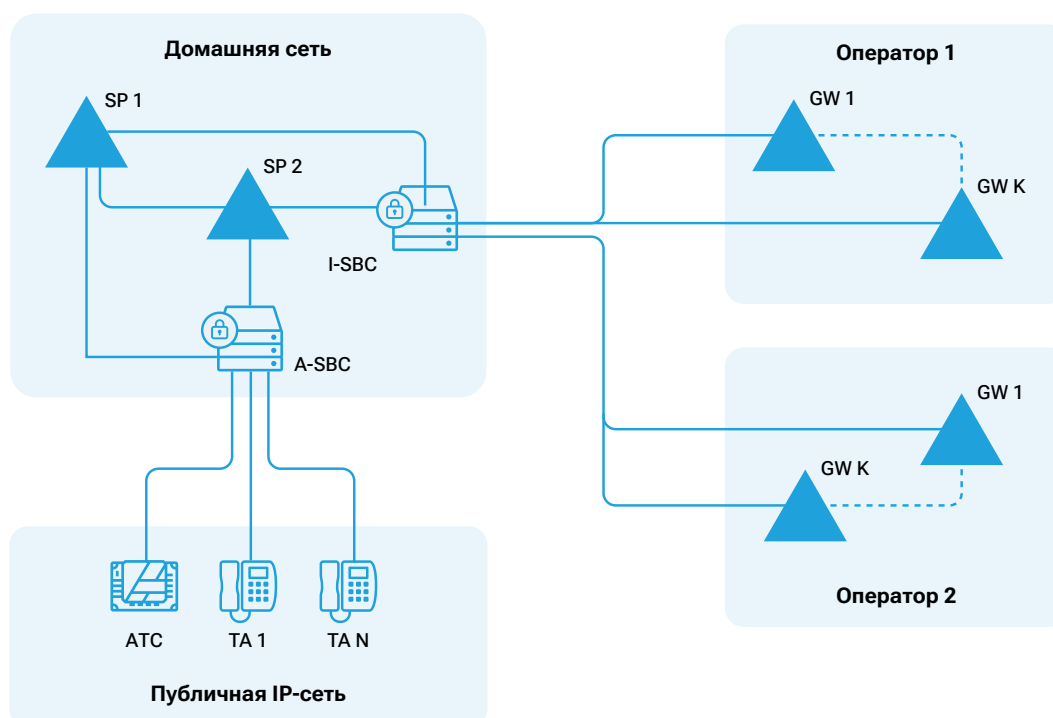 Домашняя сеть
SP 1
SP 2
I-SBC
A-SBC
Оператор 1
GW 1
GW K
Оператор 2
GW 1
GW K
АТС
ТА 1
ТА N
Публичная IP-сеть